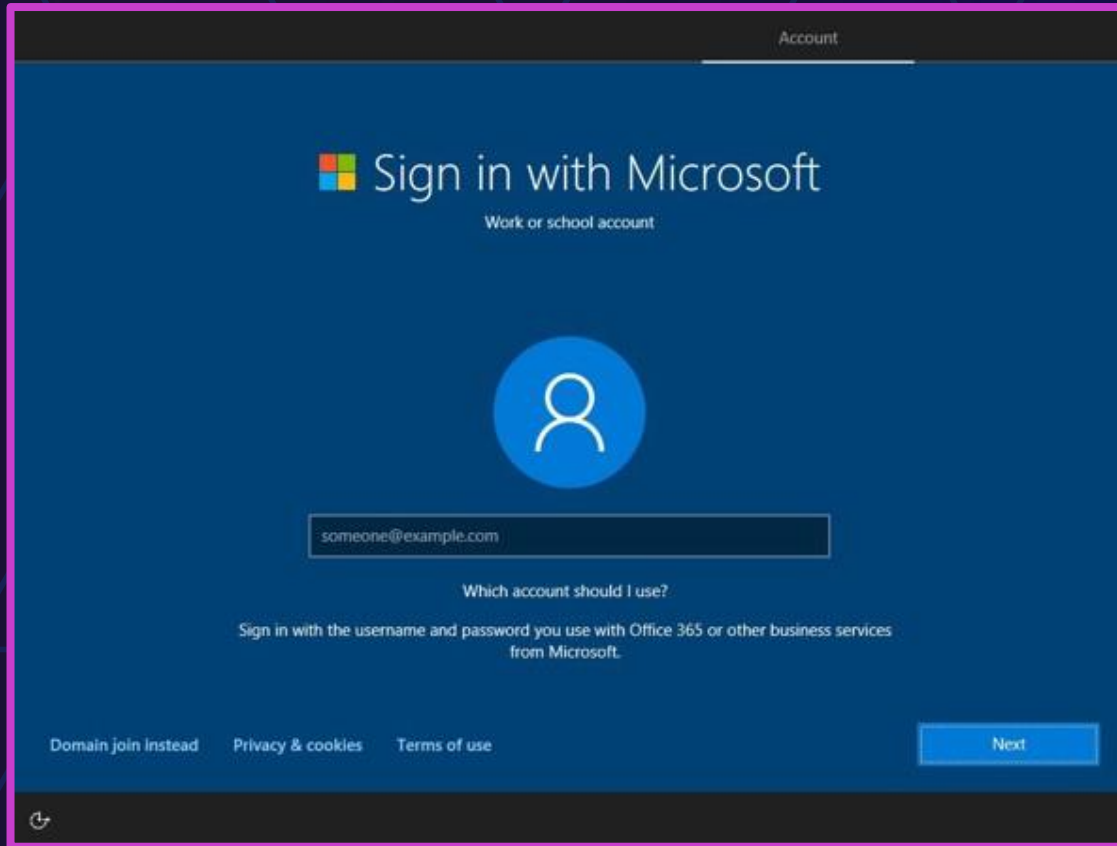 Account
Sign in with Microsoft
Work or school account
someone@example.com
Which account should I use?
Sign in with the username and password you use with Office 365 or other business services
from Microsoft.
Domain join instead Privacy & cookies Terms of use Next